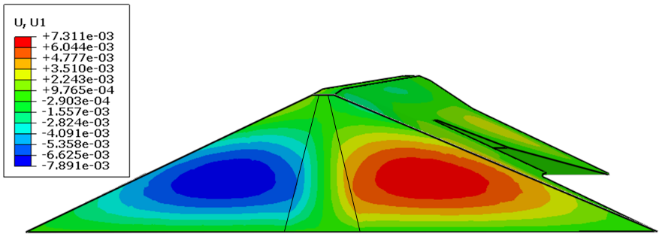 U, U1
+7.311e-03
+6.044e-03
+4.777e-03
+3.510e-03
+2.243e-03
+9.765e-04
-2.903e-04
-1.557e-03
-2.824e-03
-4.091e-03
-5.358e-03
-6.625e-03
-7.891e-03